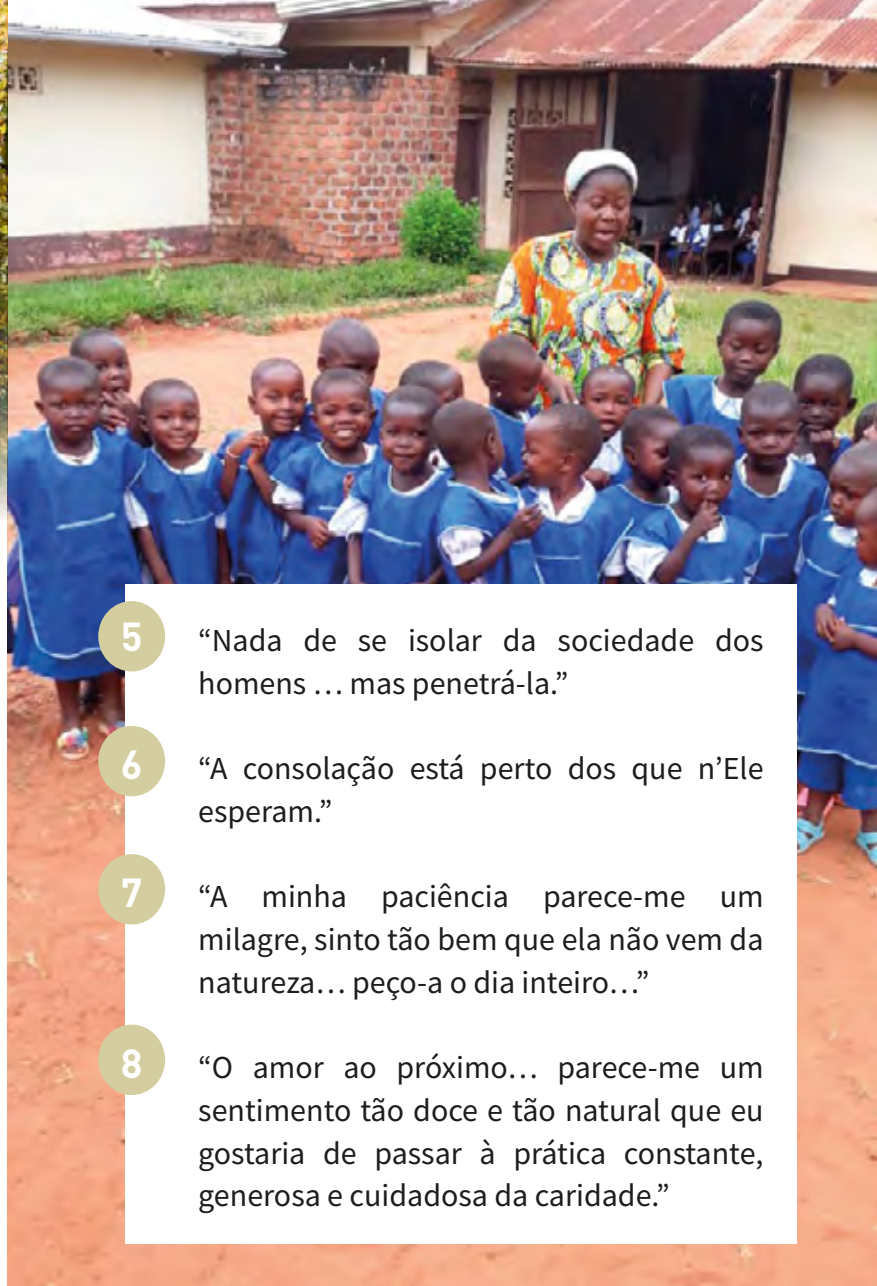 5 “Nada de se isolar da sociedade dos
homens … mas penetrá-la.”
6 “A consolação está perto dos que n’Ele
esperam.”
7 “A minha paciência parece-me um
milagre, sinto tão bem que ela não vem da
natureza… peço-a o dia inteiro…”
8 “O amor ao próximo… parece-me um
sentimento tão doce e tão natural que eu
gostaria de passar à prática constante,
generosa e cuidadosa da caridade.”